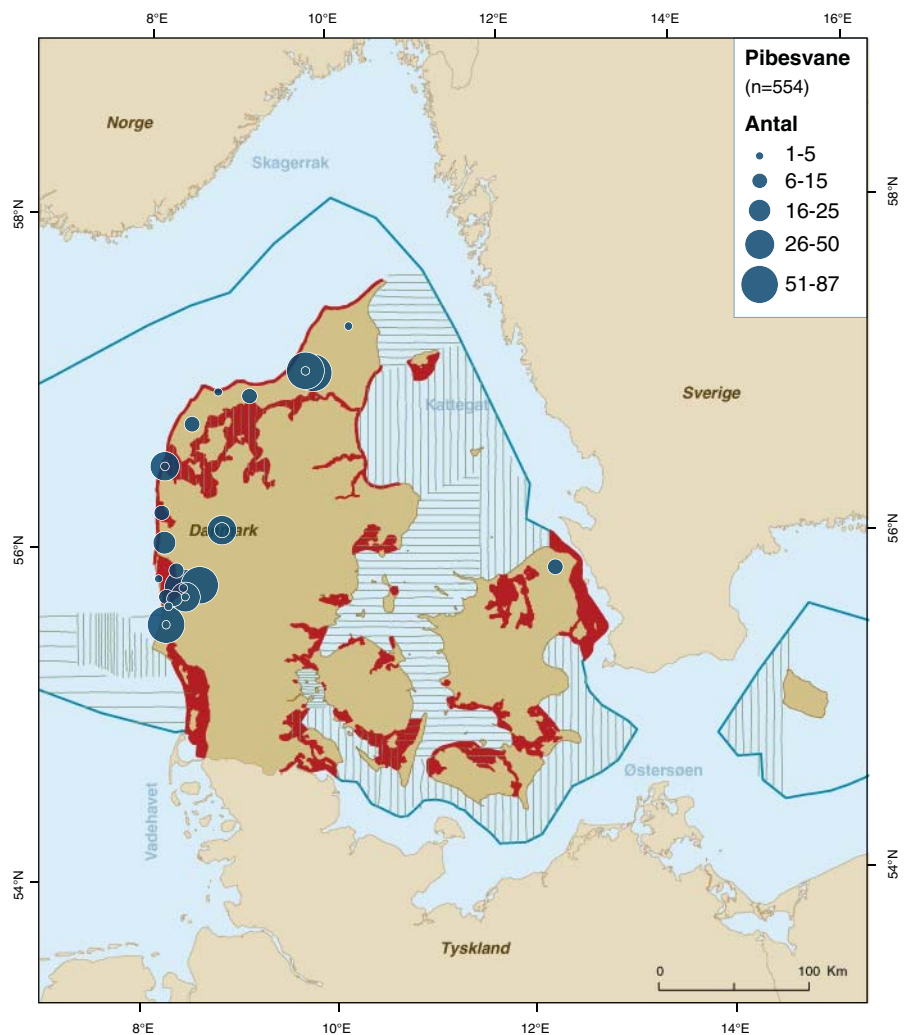 8°E 10°E 12°E 14°E 16°E
Pibesvane
(n=554)
Antal
1-5
6-15
16-25
26-50
51-87
Norge
Skagerrak
58°N
58°N
Sverige
Kattegat
Danmark
56°N
56°N
Østersøen
Vadehavet
54°N
54°N
Tyskland
0 100 Km
8°E 10°E 12°E 14°E